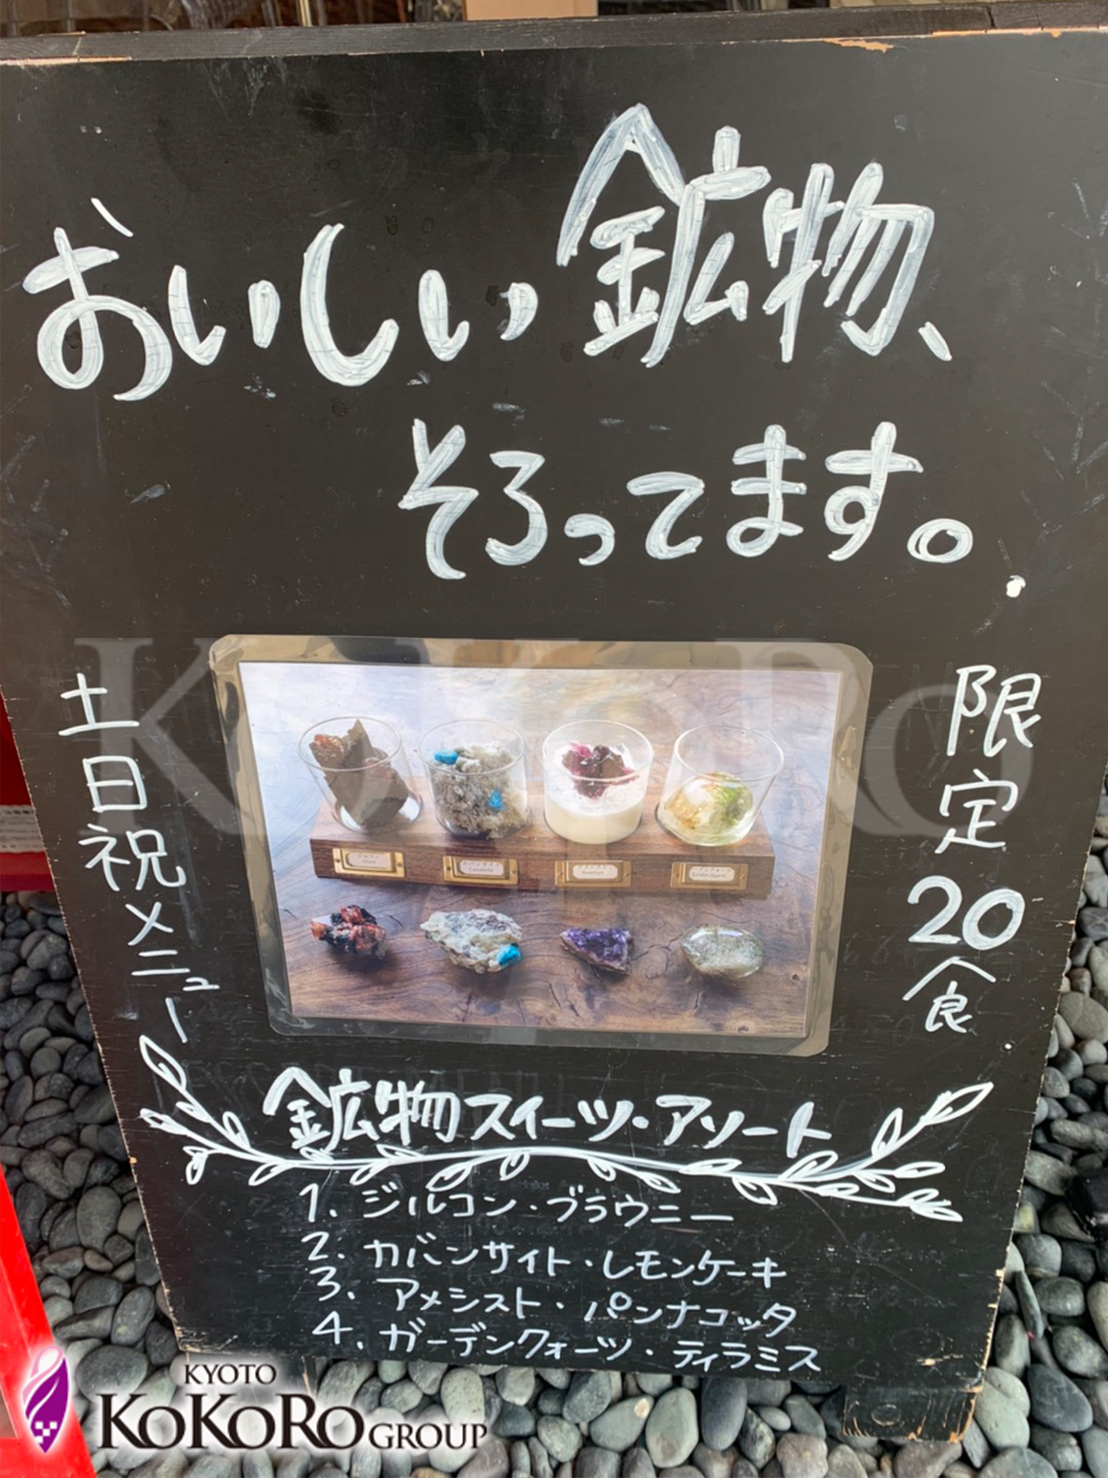 おいしい鉱物、
そろってます。
土日祝メニュー
限定20食
鉱物スイーツ・アソート
1. ジルコン・ブラウニー
2. カバンサイト・レモンケーキ
3. アメシスト・パンナコッタ
4. ガーデンクォーツ・ティラミス
KOKORO
KYOTO
KOKORO GROUP